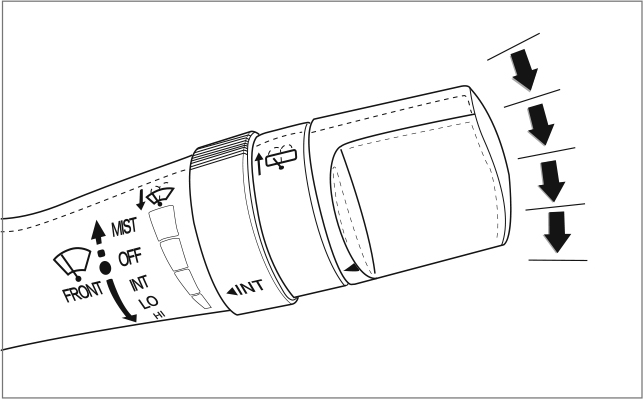 MIST
OFF
FRONT
INT
LO
HI
INT